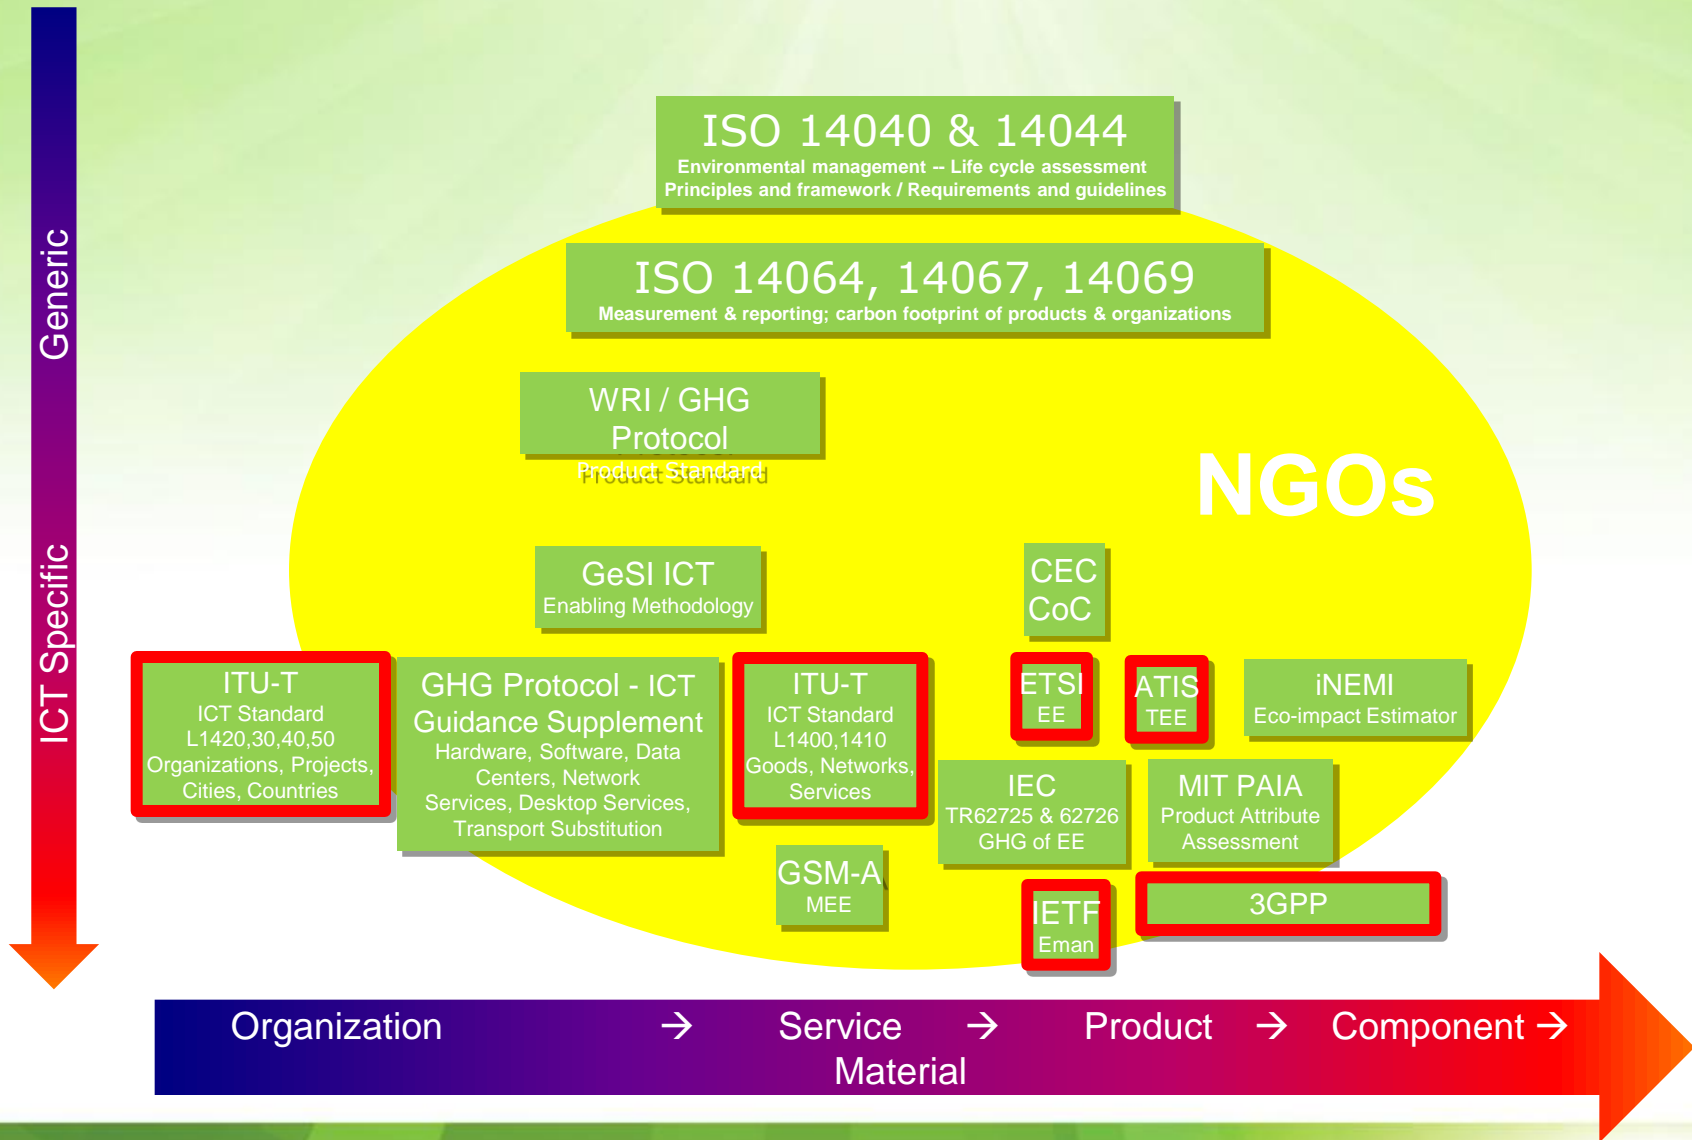 ISO 14040 & 14044
Environmental management -- Life cycle assessment
Principles and framework / Requirements and guidelines
ISO 14064, 14067, 14069
Measurement & reporting; carbon footprint of products & organizations
Generic
WRI / GHG
Protocol
Product Standard
NGOs
ICT Specific
GeSI ICT
Enabling Methodology
CEC
CoC
ITU-T
ICT Standard
L1420,30,40,50
Organizations, Projects,
Cities, Countries
GHG Protocol - ICT
Guidance Supplement
Hardware, Software, Data
Centers, Network
Services, Desktop Services,
Transport Substitution
ITU-T
ICT Standard
L1400,1410
Goods, Networks,
Services
ETSI
EE
ATIS
TEE
iNEMI
Eco-impact Estimator
IEC
TR62725 & 62726
GHG of EE
MIT PAIA
Product Attribute
Assessment
GSM-A
MEE
IETF
Eman
3GPP
Organization → Service → Product → Component →
Material